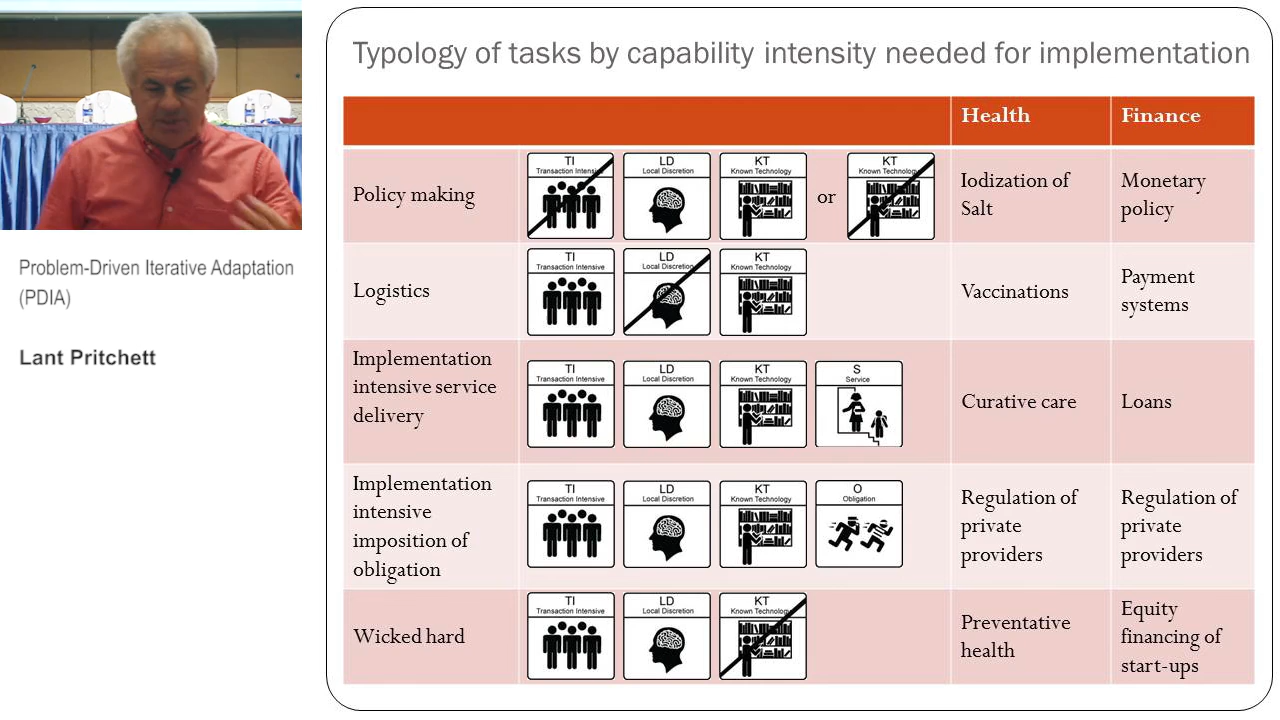 Typology of tasks by capability intensity needed for implementation
Health
Finance
Policy making
TI
Transaction Intensive
LD
Local Discretion
KT
Known Technology
or
KT
Known Technology
Iodization of
Salt
Monetary
policy
Logistics
TI
Transaction Intensive
LD
Local Discretion
KT
Known Technology
Vaccinations
Payment
systems
Implementation
intensive service
delivery
TI
Transaction Intensive
LD
Local Discretion
KT
Known Technology
S
Service
Curative care
Loans
Implementation
intensive
imposition of
obligation
TI
Transaction Intensive
LD
Local Discretion
KT
Known Technology
O
Obligation
Regulation of
private
providers
Regulation of
private
providers
Wicked hard
TI
Transaction Intensive
LD
Local Discretion
KT
Known Technology
Preventative
health
Equity
financing of
start-ups
Problem-Driven Iterative Adaptation
(PDIA)
Lant Pritchett